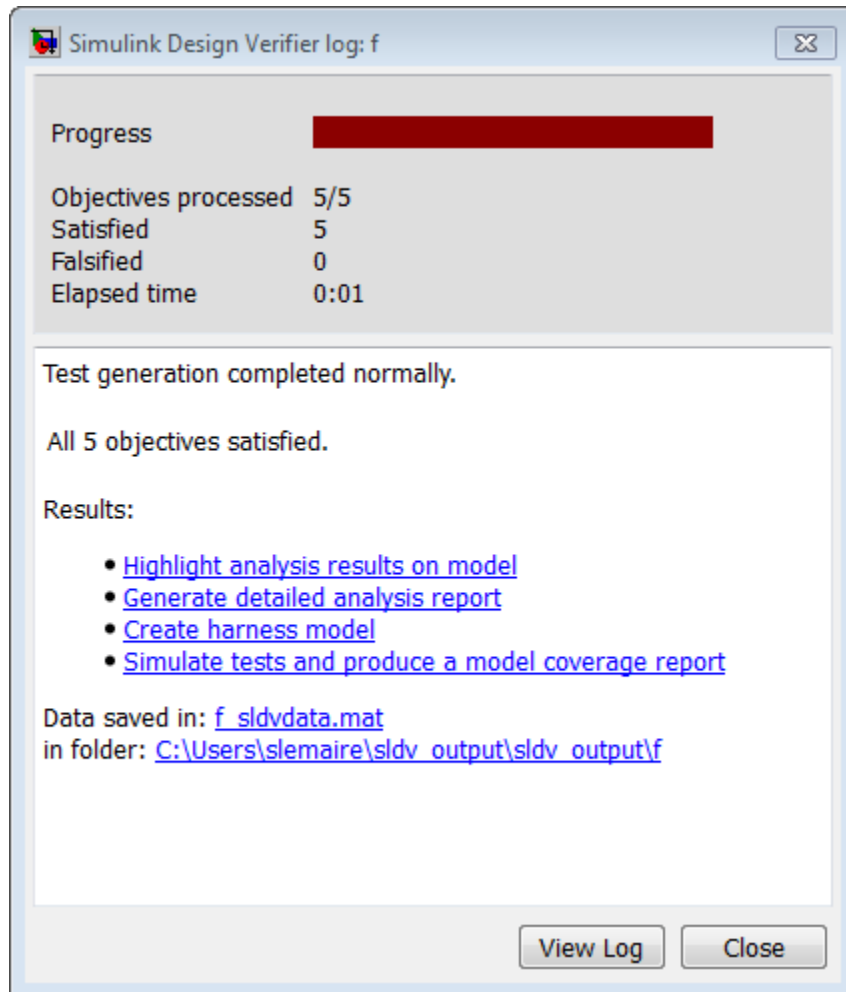 Simulink Design Verifier log: f
Progress
Objectives processed 5/5
Satisfied 5
Falsified 0
Elapsed time 0:01
Test generation completed normally.
All 5 objectives satisfied.
Results:
• Highlight analysis results on model
• Generate detailed analysis report
• Create harness model
• Simulate tests and produce a model coverage report
Data saved in: f_sldvdata.mat
in folder: C:\Users\slemaire\sldv_output\sldv_output\f
View Log Close